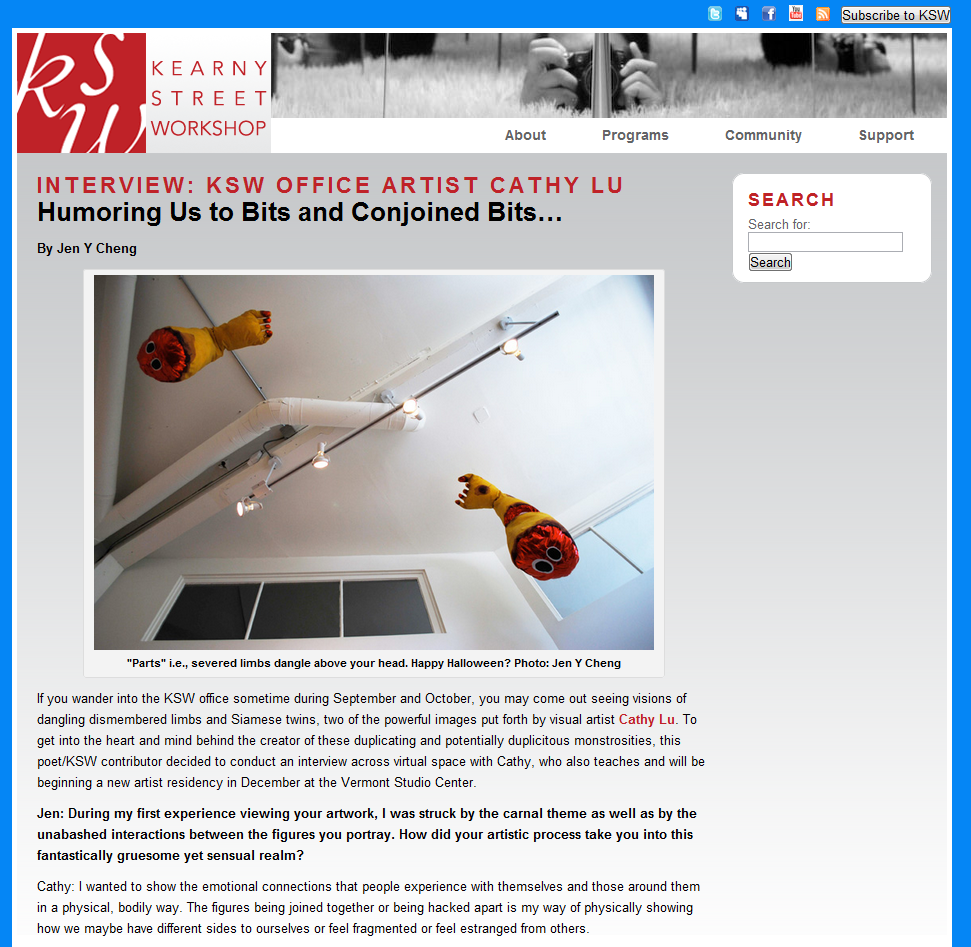 Subscribe to KSW
ksw
KEARNY
STREET
WORKSHOP
About Programs Community Support
INTERVIEW: KSW OFFICE ARTIST CATHY LU
Humoring Us to Bits and Conjoined Bits…
By Jen Y Cheng
SEARCH
Search for:
Search
"Parts" i.e., severed limbs dangle above your head. Happy Halloween? Photo: Jen Y Cheng
If you wander into the KSW office sometime during September and October, you may come out seeing visions of
dangling dismembered limbs and Siamese twins, two of the powerful images put forth by visual artist Cathy Lu. To
get into the heart and mind behind the creator of these duplicating and potentially duplicitous monstrosities, this
poet/KSW contributor decided to conduct an interview across virtual space with Cathy, who also teaches and will be
beginning a new artist residency in December at the Vermont Studio Center.
Jen: During my first experience viewing your artwork, I was struck by the carnal theme as well as by the
unabashed interactions between the figures you portray. How did your artistic process take you into this
fantastically gruesome yet sensual realm?
Cathy: I wanted to show the emotional connections that people experience with themselves and those around them
in a physical, bodily way. The figures being joined together or being hacked apart is my way of physically showing
how we maybe have different sides to ourselves or feel fragmented or feel estranged from others.